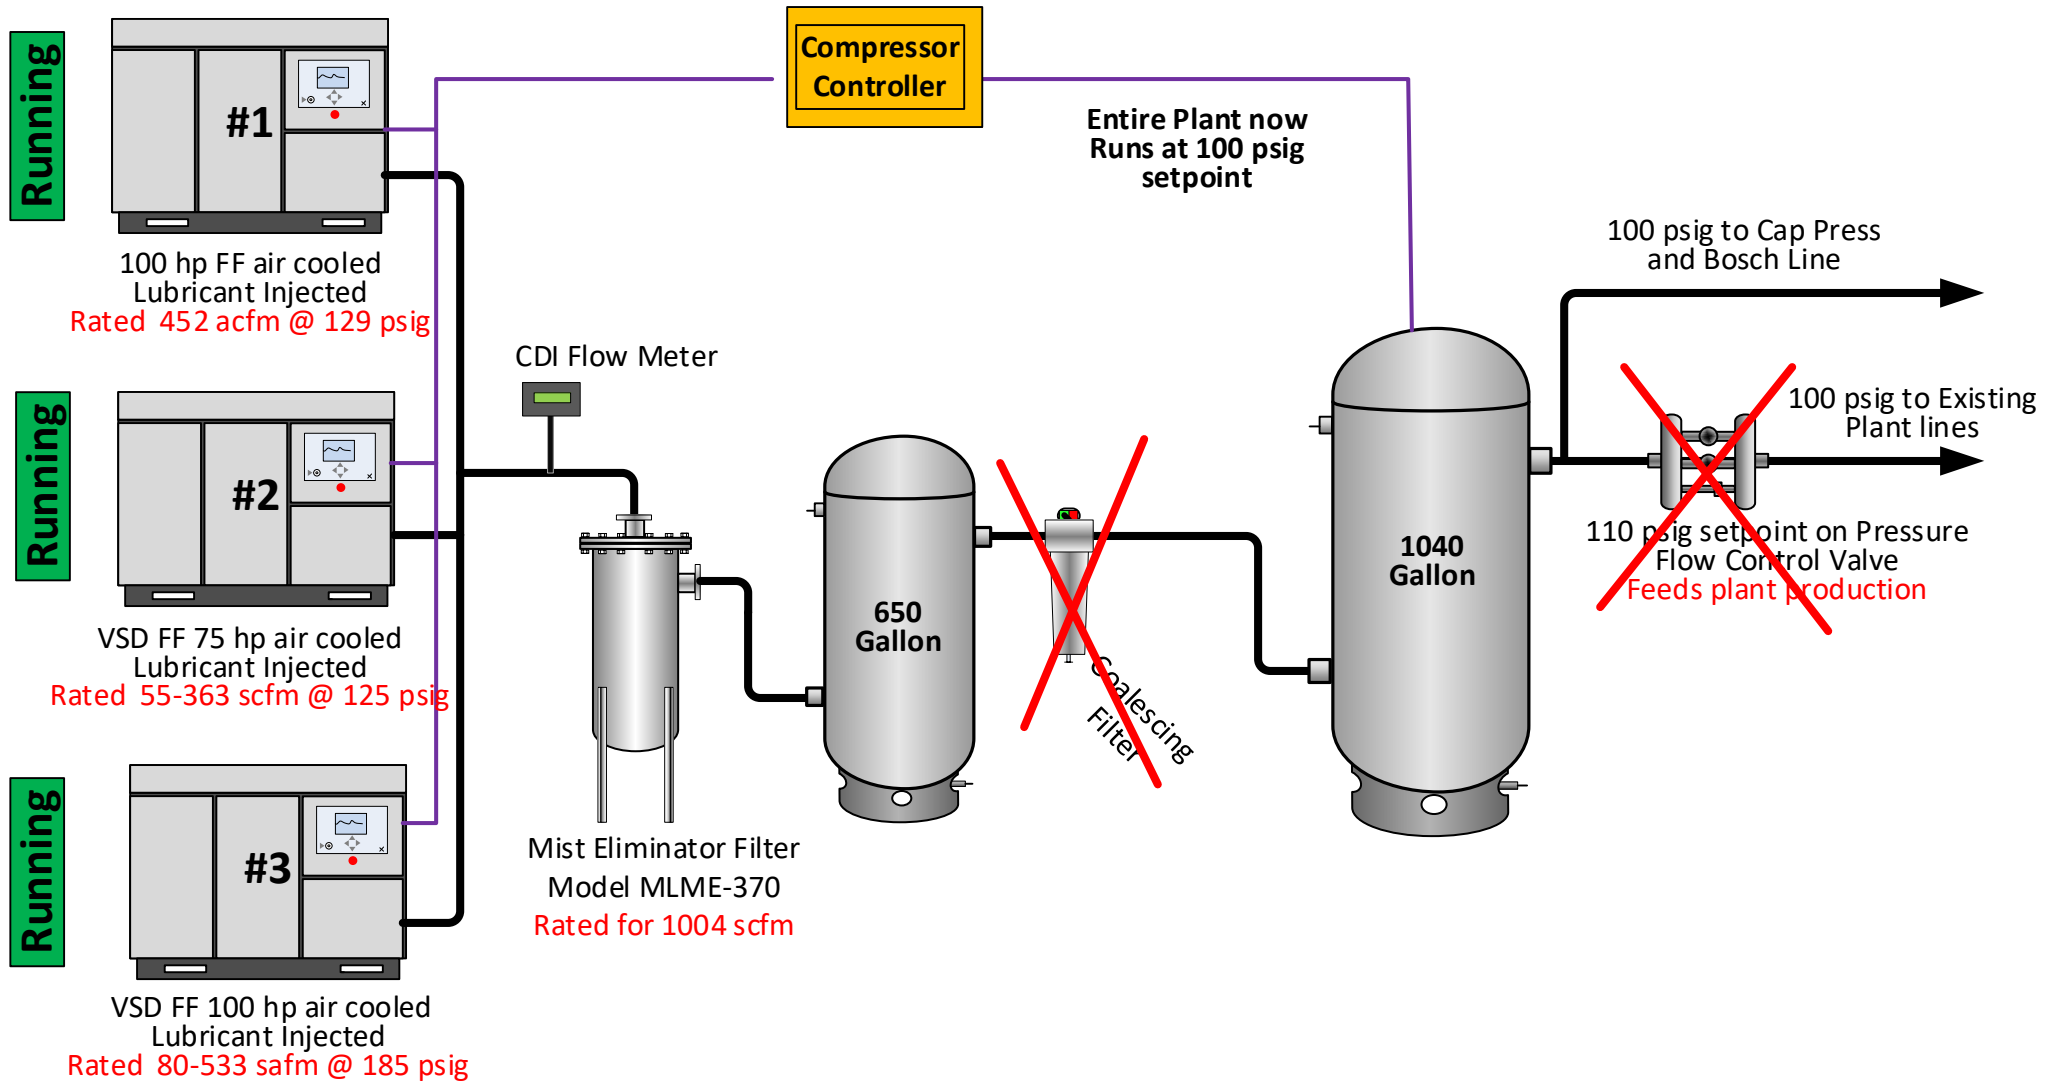 Running
#1
100 hp FF air cooled
Lubricant Injected
Rated 452 acfm @ 129 psig
Running
#2
VSD FF 75 hp air cooled
Lubricant Injected
Rated 55-363 scfm @ 125 psig
Running
#3
VSD FF 100 hp air cooled
Lubricant Injected
Rated 80-533 safm @ 185 psig
Compressor
Controller
Entire Plant now
Runs at 100 psig
setpoint
CDI Flow Meter
Mist Eliminator Filter
Model MLME-370
Rated for 1004 scfm
650
Gallon
Coalescing
Filter
1040
Gallon
100 psig to Cap Press
and Bosch Line
100 psig to Existing
Plant lines
110 psig setpoint on Pressure
Flow Control Valve
Feeds plant production